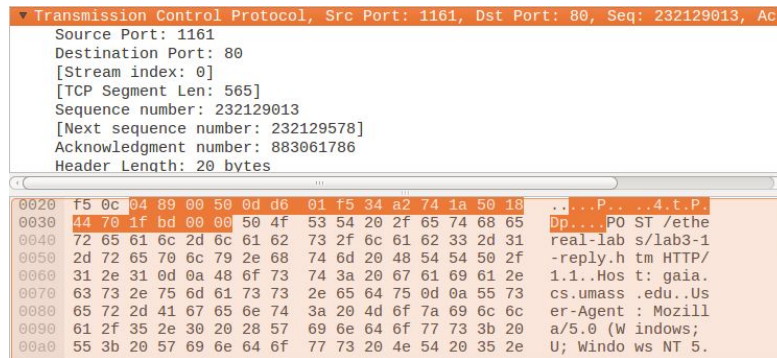 ▼ Transmission Control Protocol, Src Port: 1161, Dst Port: 80, Seq: 232129013, Ac
Source Port: 1161
Destination Port: 80
[Stream index: 0]
[TCP Segment Len: 565]
Sequence number: 232129013
[Next sequence number: 232129578]
Acknowledgment number: 883061786
Header Length: 20 bytes
0020 f5 0c 04 89 00 50 0d d6 01 f5 34 a2 74 1a 50 18 .....P.. ..4.t.P.
0030 44 70 1f bd 00 00 50 4f 53 54 20 2f 65 74 68 65 Dp....PO ST /ethe
0040 72 65 61 6c 2d 6c 61 62 73 2f 6c 61 62 33 2d 31 real-lab s/lab3-1
0050 2d 72 65 70 6c 79 2e 68 74 6d 20 48 54 54 50 2f -reply.h tm HTTP/
0060 31 2e 31 0d 0a 48 6f 73 74 3a 20 67 61 69 61 2e 1.1..Hos t: gaia.
0070 63 73 2e 75 6d 61 73 73 2e 65 64 75 0d 0a 55 73 cs.umass .edu..Us
0080 65 72 2d 41 67 65 6e 74 3a 20 4d 6f 7a 69 6c 6c er-Agent : Mozill
0090 61 2f 35 2e 30 20 28 57 69 6e 64 6f 77 73 3b 20 a/5.0 (W indows;
00a0 55 3b 20 57 69 6e 64 6f 77 73 20 4e 54 20 35 2e U; Windo ws NT 5.